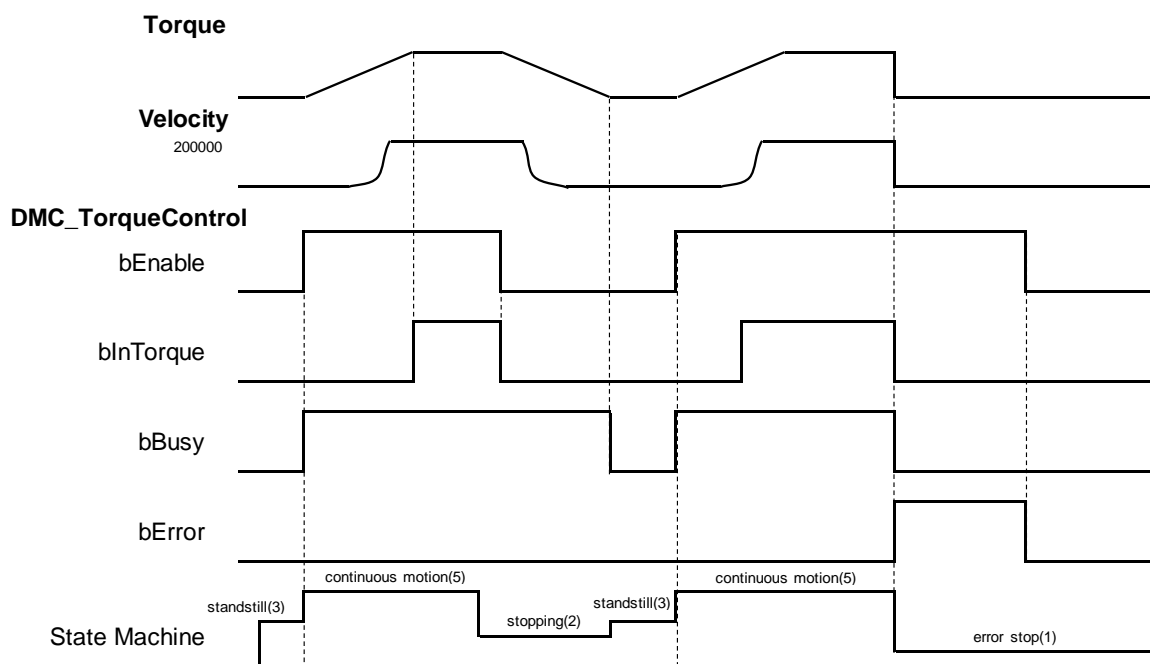 Torque
Velocity
200000
DMC_TorqueControl
bEnable
bInTorque
bBusy
bError
continuous motion(5)
continuous motion(5)
standstill(3)
standstill(3)
stopping(2)
State Machine
error stop(1)